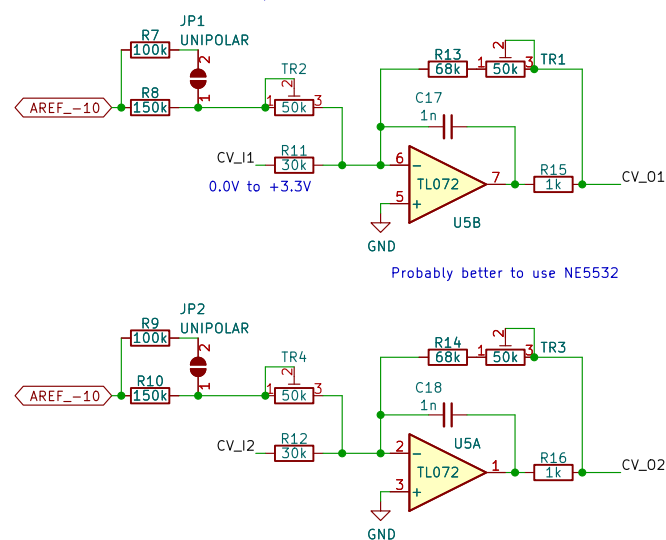 JP1
R7
UNIPOLAR
100k
2
R8
1
AREF_-10
150k
TR2
2
1
3
50k
R13
68k
2
1
3
50k
TR1
C17
1n
CV_I1
R11
30k
0.0V to +3.3V
6
−
TL072
7
5
+
U5B
R15
1k
CV_O1
GND
Probably better to use NE5532
JP2
R9
UNIPOLAR
100k
2
R10
1
AREF_-10
150k
TR4
2
1
3
50k
R14
68k
2
1
3
50k
TR3
C18
1n
CV_I2
R12
30k
2
−
TL072
1
3
+
U5A
R16
1k
CV_O2
GND